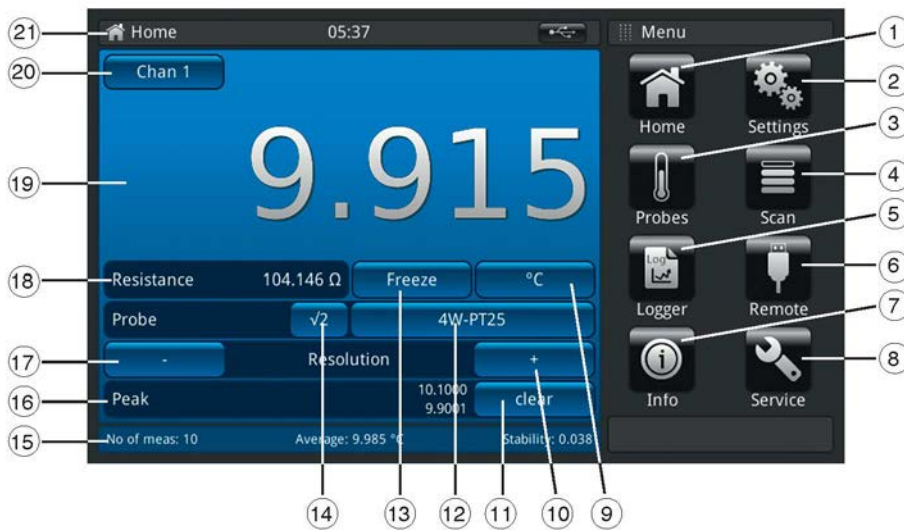 Home 05:37
Menu
Chan 1
9.915
Home Settings
Probes Scan
Log
Logger Remote
Info Service
Resistance 104.146 Ω Freeze °C
Probe √2 4W-PT25
- Resolution +
Peak 10.1000
9.9001 clear
No of meas: 10 Average: 9.985 °C Stability: 0.038
1
2
3
4
5
6
7
8
9
10
11
12
13
14
15
16
17
18
19
20
21